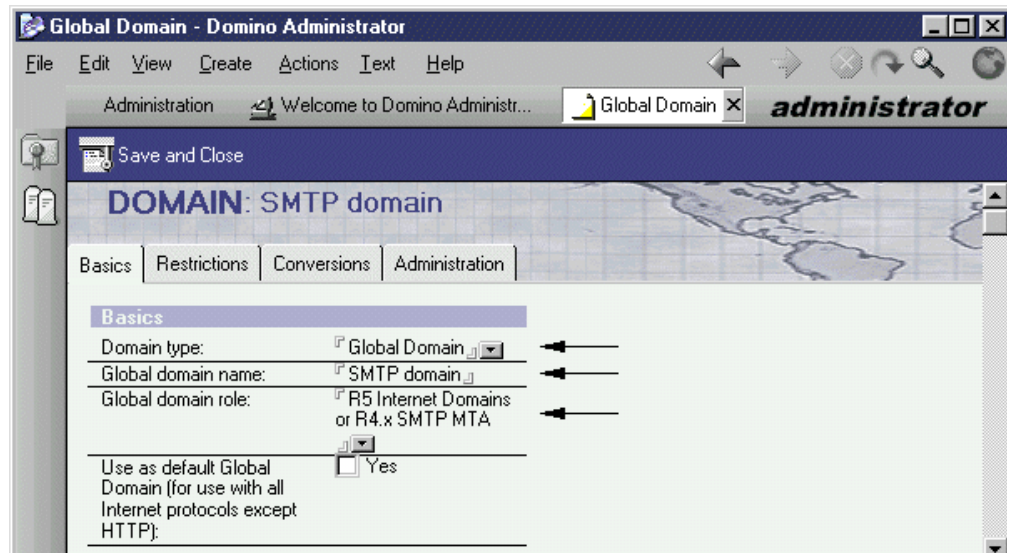 Global Domain - Domino Administrator
File Edit View Create Actions Text Help
Administration Welcome to Domino Administr... Global Domain administrator
Save and Close
DOMAIN: SMTP domain
Basics Restrictions Conversions Administration
Basics
Domain type: Global Domain
Global domain name: SMTP domain
Global domain role: R5 Internet Domains
or R4.x SMTP MTA
Use as default Global Yes
Domain (for use with all
Internet protocols except
HTTP):